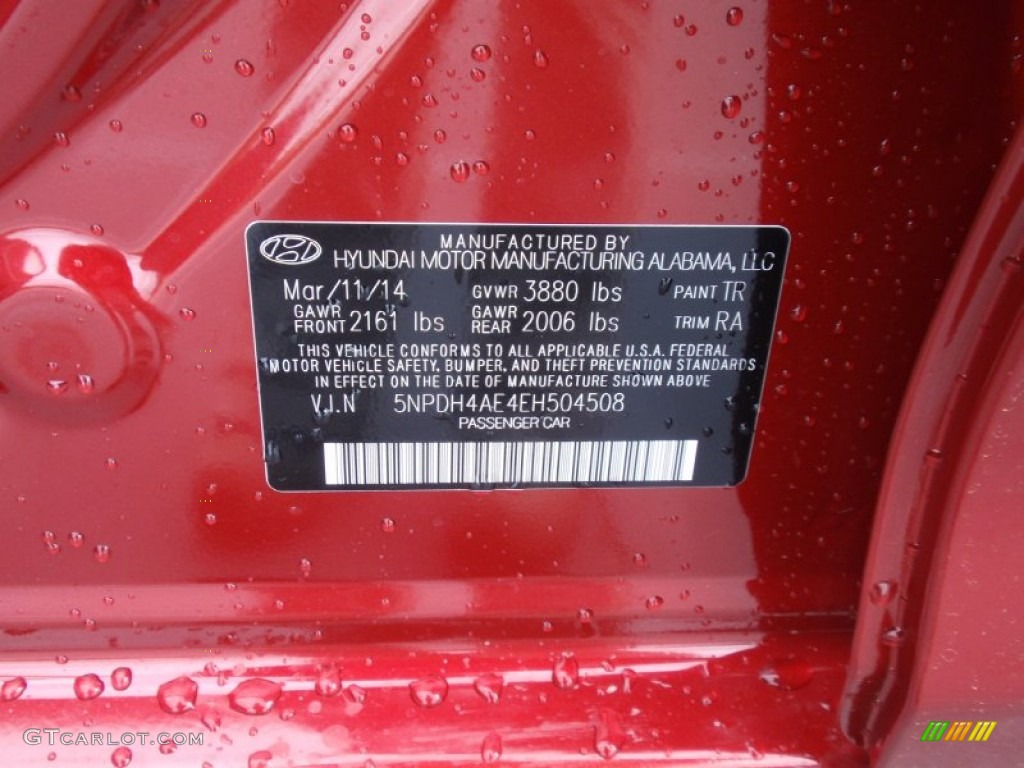 MANUFACTURED BY
HYUNDAI MOTOR MANUFACTURING ALABAMA, LLC
Mar/11/14 GVWR 3880 lbs PAINT TR
GAWR FRONT 2161 lbs GAWR REAR 2006 lbs TRIM RA
THIS VEHICLE CONFORMS TO ALL APPLICABLE U.S.A. FEDERAL
MOTOR VEHICLE SAFETY, BUMPER, AND THEFT PREVENTION STANDARDS
IN EFFECT ON THE DATE OF MANUFACTURE SHOWN ABOVE
V.I.N 5NPDH4AE4EH504508
PASSENGER CAR
GTCARLOT.COM